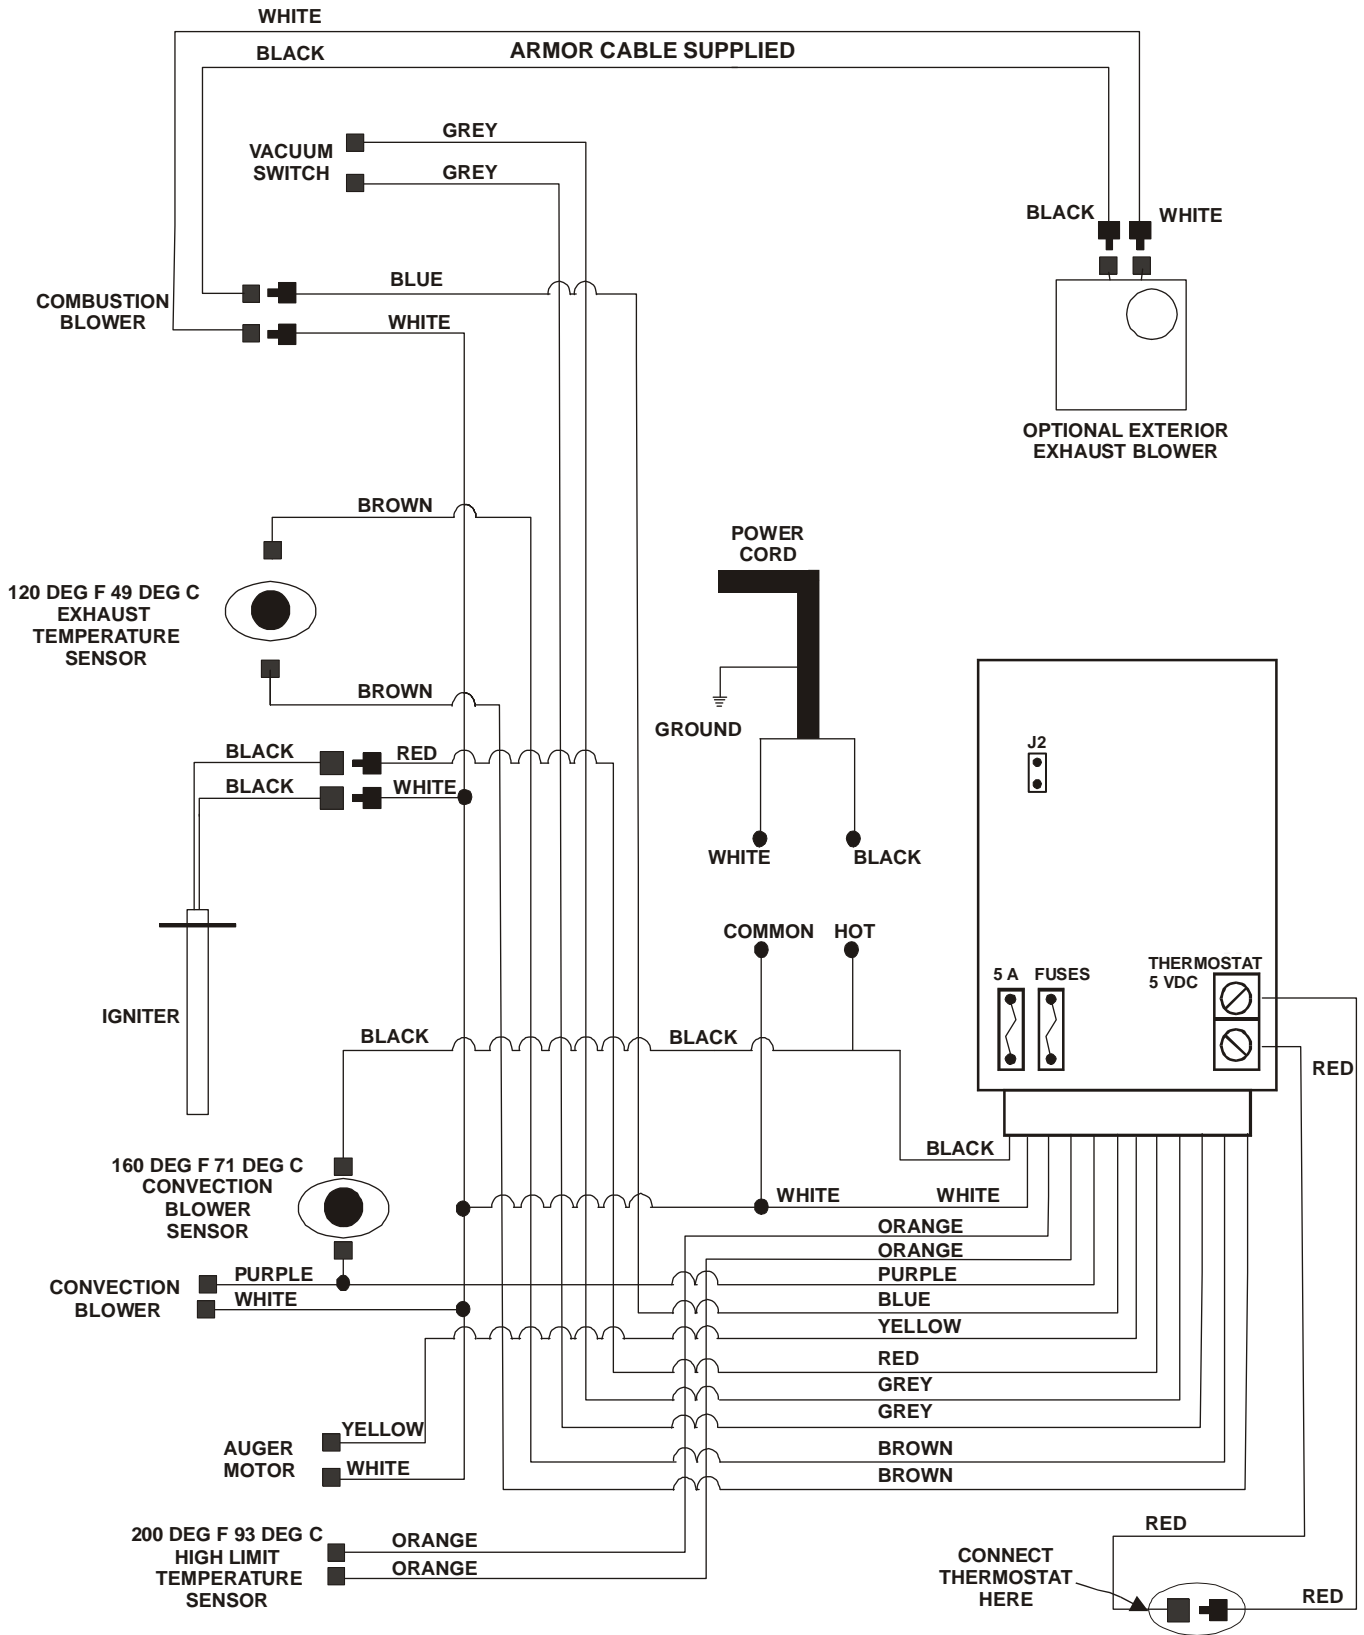 WHITE
BLACK
ARMOR CABLE SUPPLIED
GREY
VACUUM
SWITCH
GREY
BLACK
WHITE
BLUE
COMBUSTION
BLOWER
WHITE
OPTIONAL EXTERIOR
EXHAUST BLOWER
BROWN
POWER
CORD
120 DEG F 49 DEG C
EXHAUST
TEMPERATURE
SENSOR
BROWN
GROUND
BLACK
RED
J2
BLACK
WHITE
WHITE
BLACK
COMMON
HOT
5 A
FUSES
THERMOSTAT
5 VDC
IGNITER
BLACK
BLACK
RED
BLACK
160 DEG F 71 DEG C
CONVECTION
BLOWER
SENSOR
WHITE
WHITE
ORANGE
ORANGE
PURPLE
PURPLE
CONVECTION
BLOWER
WHITE
BLUE
YELLOW
RED
GREY
GREY
YELLOW
AUGER
MOTOR
WHITE
BROWN
BROWN
200 DEG F 93 DEG C
HIGH LIMIT
TEMPERATURE
SENSOR
ORANGE
ORANGE
RED
CONNECT
THERMOSTAT
HERE
RED